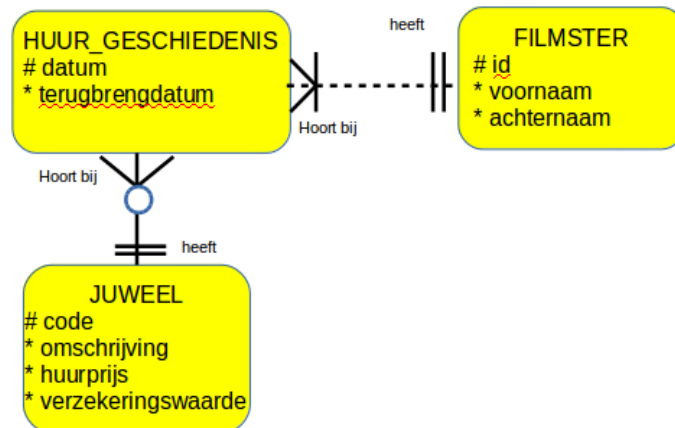 HUUR_GESCHIEDENIS
# datum
* terugbrengdatum
heeft
Hoort bij
FILMSTER
# id
* voornaam
* achternaam
Hoort bij
heeft
JUWEEL
# code
* omschrijving
* huurprijs
* verzekeringswaarde